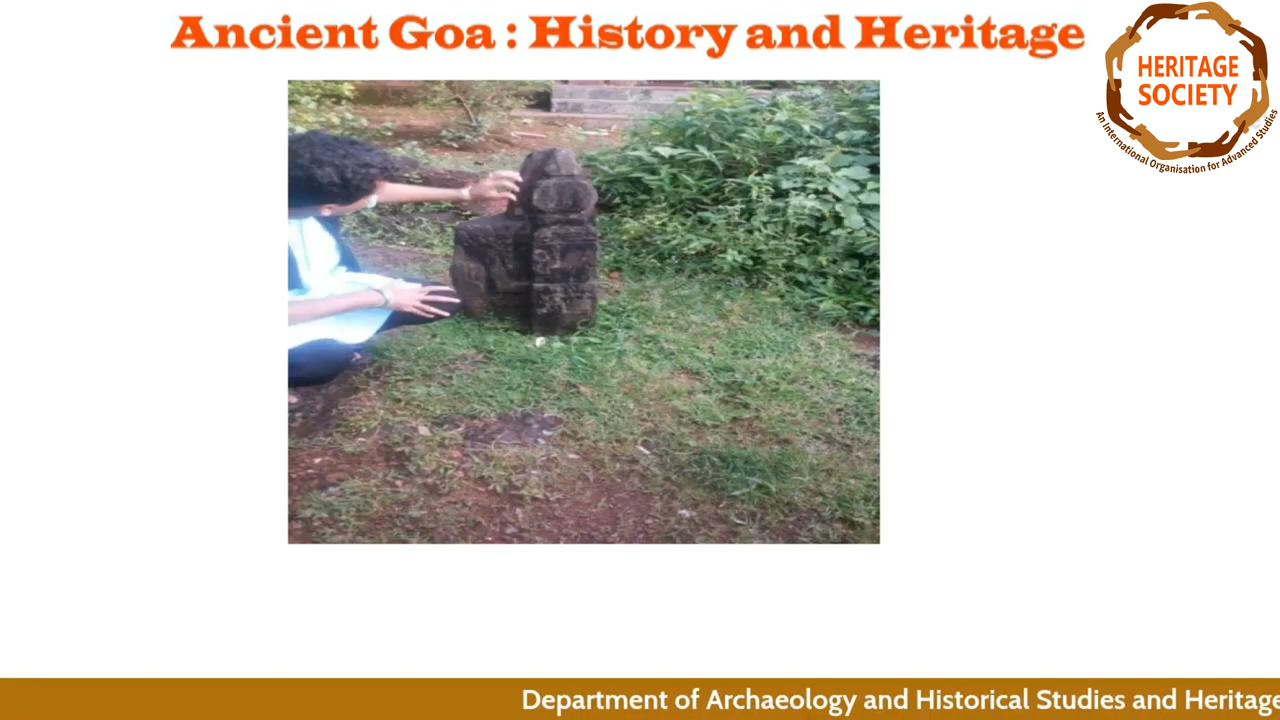 Ancient Goa : History and Heritage
HERITAGE
SOCIETY
An International Organisation for Advanced Studies
Department of Archaeology and Historical Studies and Heritage